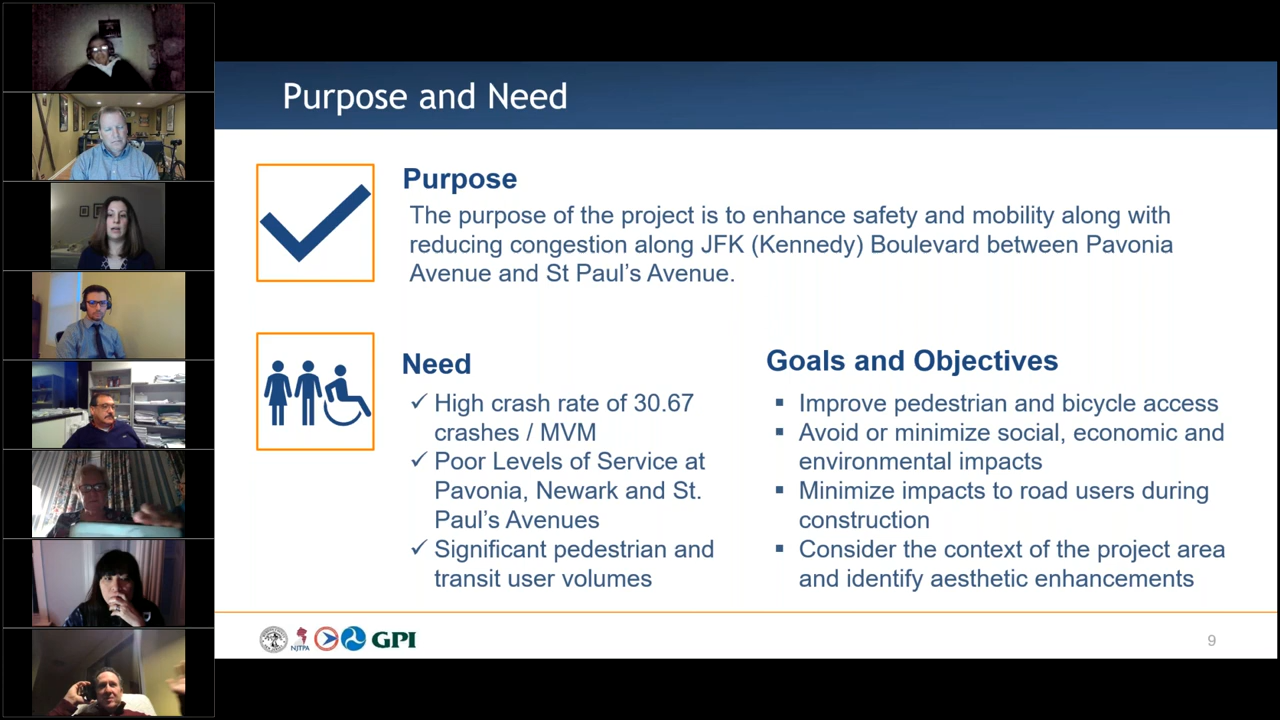 Purpose and Need
Purpose
The purpose of the project is to enhance safety and mobility along with
reducing congestion along JFK (Kennedy) Boulevard between Pavonia
Avenue and St Paul's Avenue.
Need
High crash rate of 30.67
crashes / MVM
Poor Levels of Service at
Pavonia, Newark and St.
Paul's Avenues
Significant pedestrian and
transit user volumes
Goals and Objectives
Improve pedestrian and bicycle access
Avoid or minimize social, economic and
environmental impacts
Minimize impacts to road users during
construction
Consider the context of the project area
and identify aesthetic enhancements
NJTPA
GPI
9